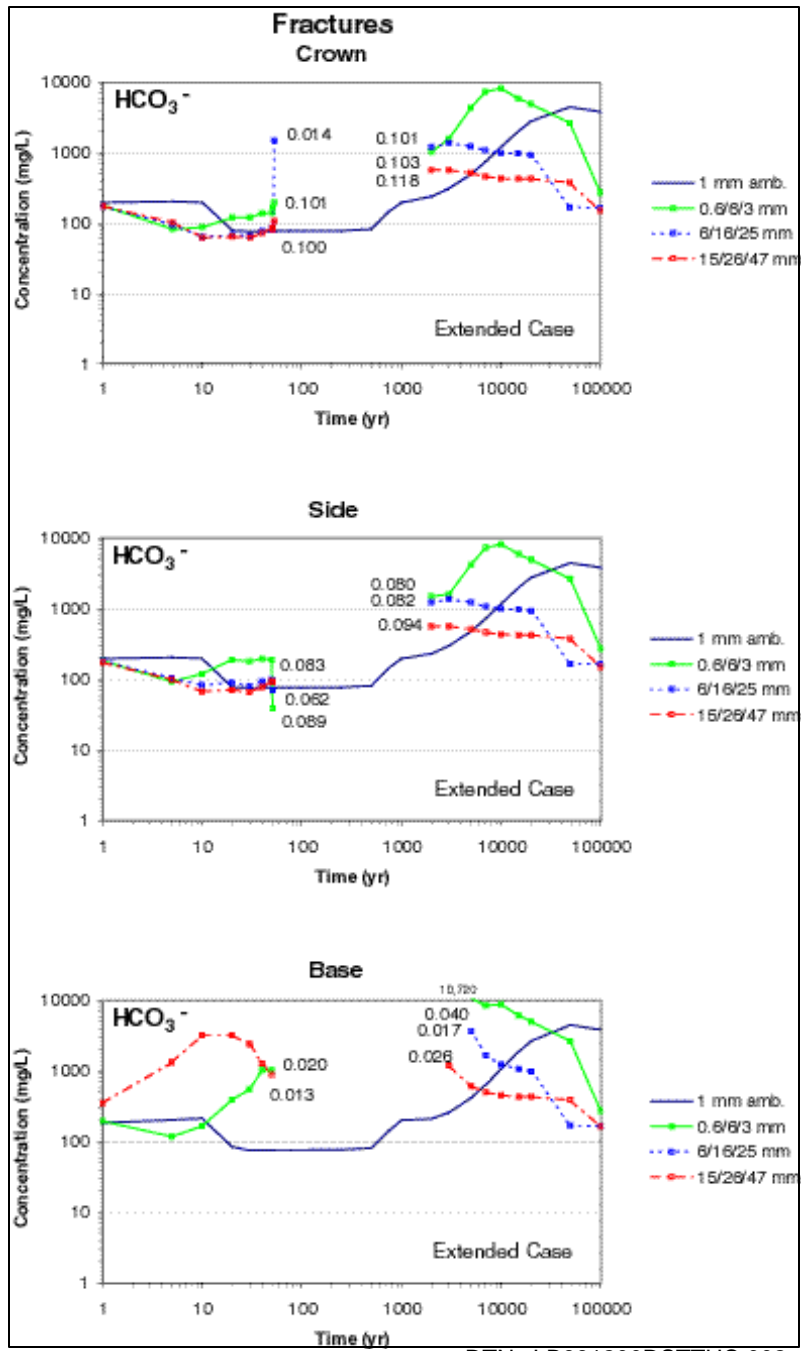 Fractures
Crown
HCO3-
10000
1000
100
10
1
Concentration (mg/L)
0.014
0.101
0.100
0.101
0.103
0.118
Extended Case
1 10 100 1000 10000 100000
Time (yr)
1 mm amb.
0.6/6/3 mm
6/16/25 mm
15/26/47 mm
Side
HCO3-
10000
1000
100
10
1
Concentration (mg/L)
0.083
0.062
0.089
0.080
0.082
0.094
Extended Case
1 10 100 1000 10000 100000
Time (yr)
1 mm amb.
0.6/6/3 mm
6/16/25 mm
15/26/47 mm
Base
HCO3-
10000
1000
100
10
1
Concentration (mg/L)
0.020
0.013
10,720
0.040
0.017
0.026
Extended Case
1 10 100 1000 10000 100000
Time (yr)
1 mm amb.
0.6/6/3 mm
6/16/25 mm
15/26/47 mm